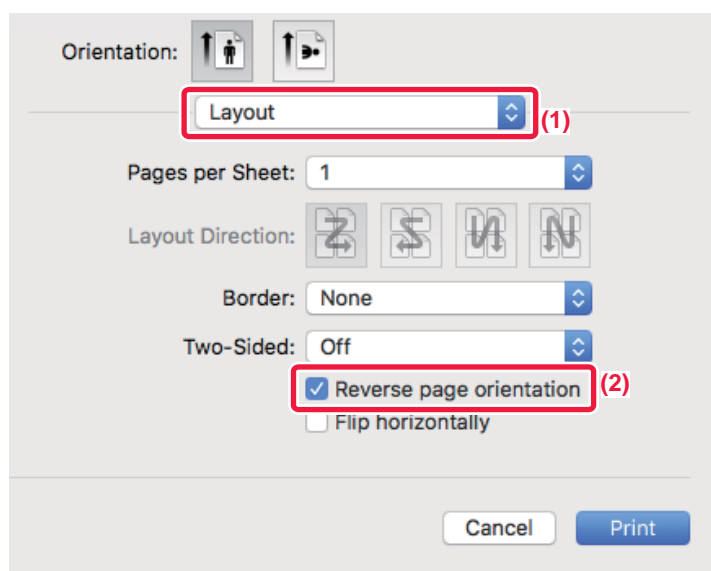 Orientation:
Layout
(1)
Pages per Sheet: 1
Layout Direction:
Border: None
Two-Sided: Off
Reverse page orientation
(2)
Flip horizontally
Cancel Print